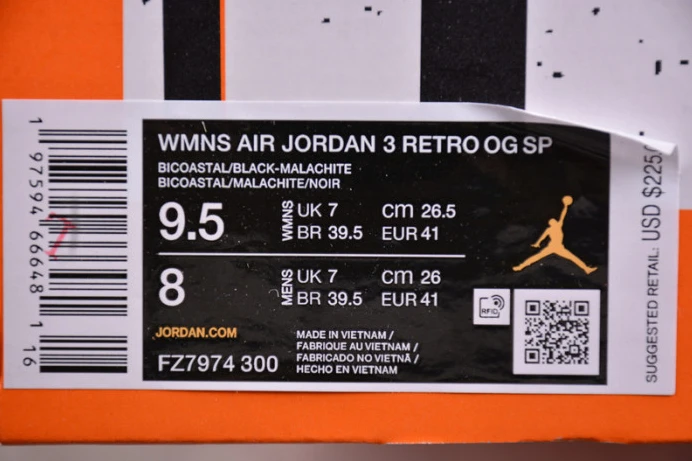 WMNS AIR JORDAN 3 RETRO OG SP
BICOASTAL/BLACK-MALACHITE
BICOASTAL/MALACHITE/NOIR
9.5 WMNS UK 7 cm 26.5
BR 39.5 EUR 41
8 MENS UK 7 cm 26
BR 39.5 EUR 41
JORDAN.COM
FZ7974 300
MADE IN VIETNAM /
FABRIQUE AU VIETNAM /
FABRICADO NO VIETNÃ /
HECHO EN VIETNAM
RFID
SUGGESTED RETAIL: USD $225.
1 97594 66648 1
16